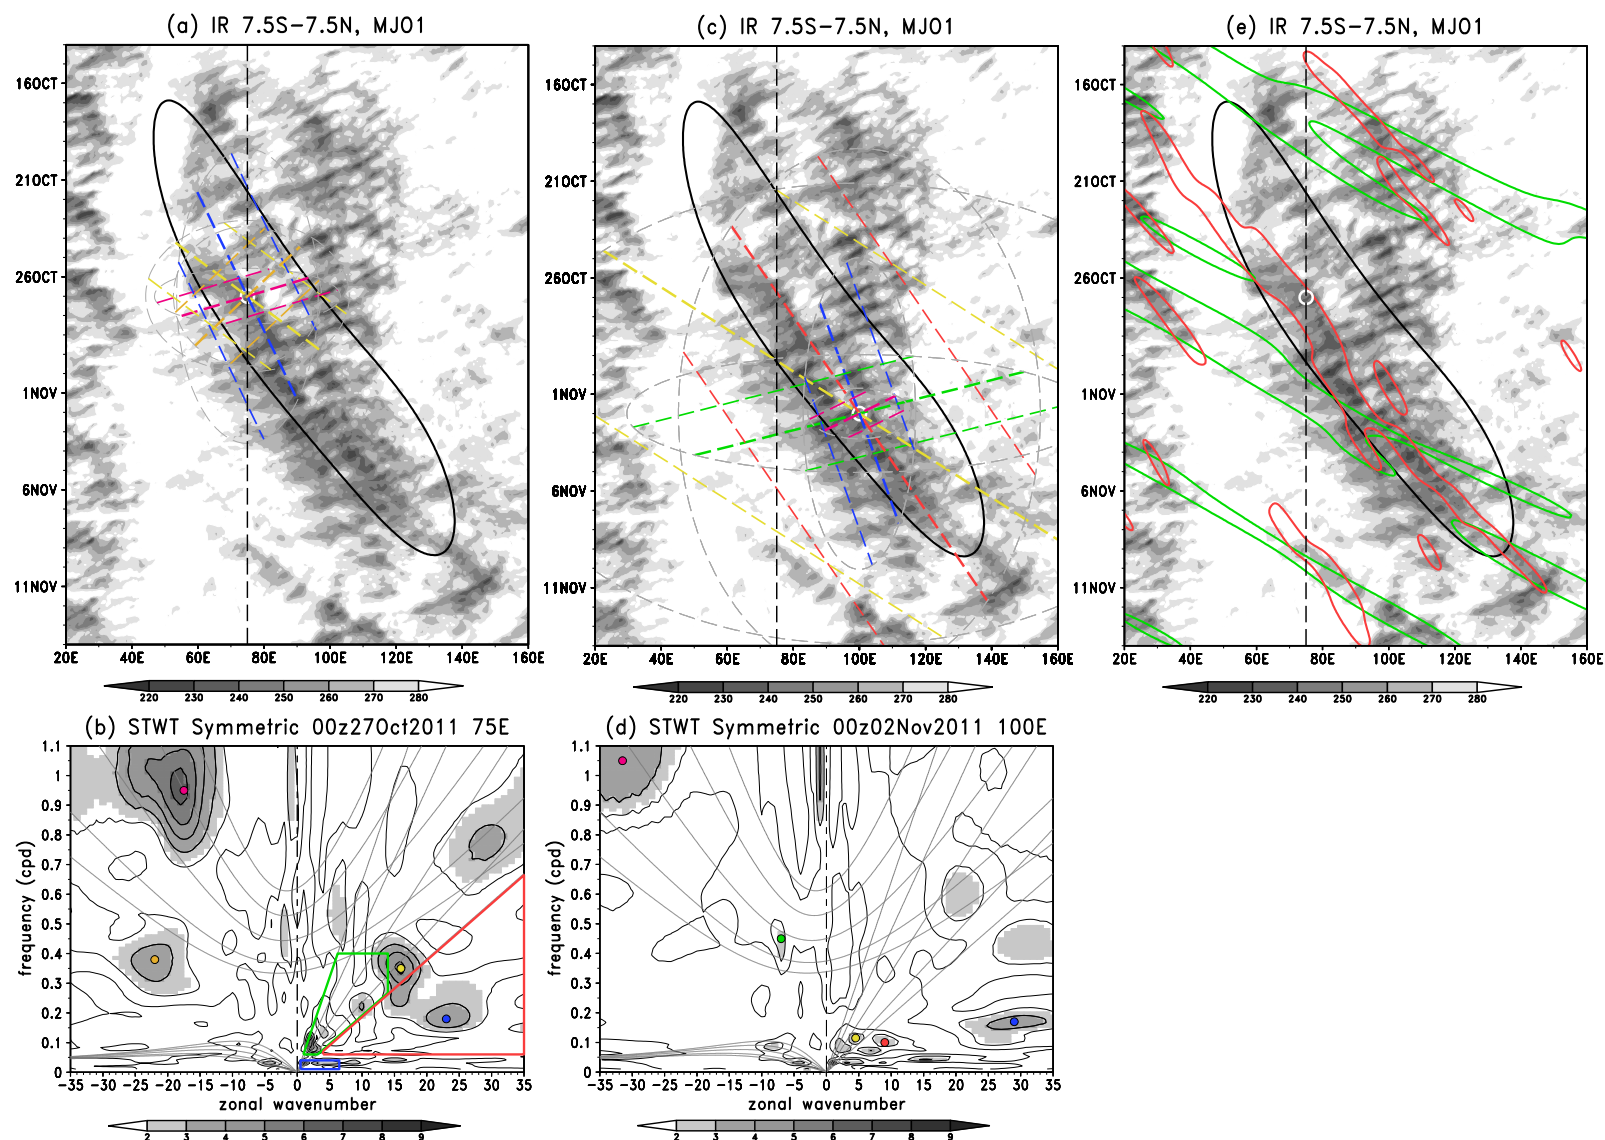 (a) IR 7.5S−7.5N, MJO1
16OCT
21OCT
26OCT
1NOV
6NOV
11NOV
20E 40E 60E 80E 100E 120E 140E 160E
220 230 240 250 260 270 280
(c) IR 7.5S−7.5N, MJO1
16OCT
21OCT
26OCT
1NOV
6NOV
11NOV
20E 40E 60E 80E 100E 120E 140E 160E
220 230 240 250 260 270 280
(e) IR 7.5S−7.5N, MJO1
16OCT
21OCT
26OCT
1NOV
6NOV
11NOV
20E 40E 60E 80E 100E 120E 140E 160E
220 230 240 250 260 270 280
(b) STWT Symmetric 00z27Oct2011 75E
frequency (cpd)
1.1
1
0.9
0.8
0.7
0.6
0.5
0.4
0.3
0.2
0.1
0
−35 −30 −25 −20 −15 −10 −5 0 5 10 15 20 25 30 35
zonal wavenumber
2 3 4 5 6 7 8 9
(d) STWT Symmetric 00z02Nov2011 100E
frequency (cpd)
1.1
1
0.9
0.8
0.7
0.6
0.5
0.4
0.3
0.2
0.1
0
−35 −30 −25 −20 −15 −10 −5 0 5 10 15 20 25 30 35
zonal wavenumber
2 3 4 5 6 7 8 9